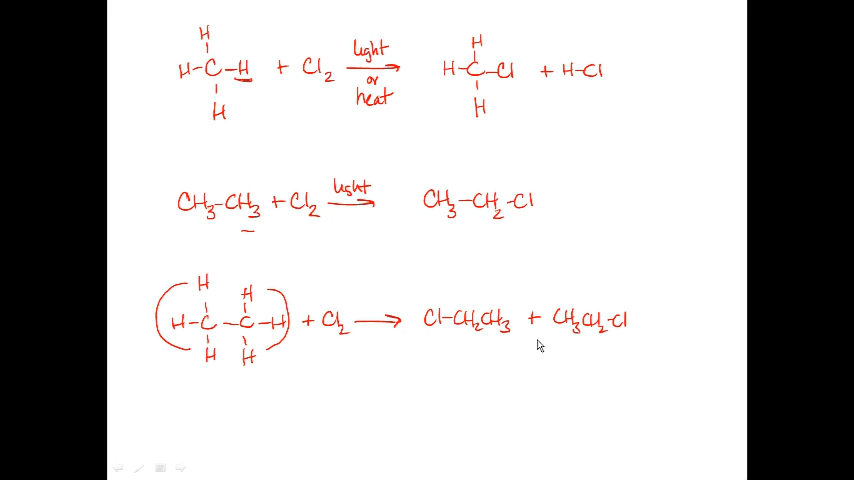 H
H-C-H + Cl2 light or heat H-C-Cl + H-Cl
H
H
H
CH3-CH3 + Cl2 light CH3-CH2-Cl
H H
H-C-C-H + Cl2 Cl-CH2CH3 + CH3CH2-Cl
H H